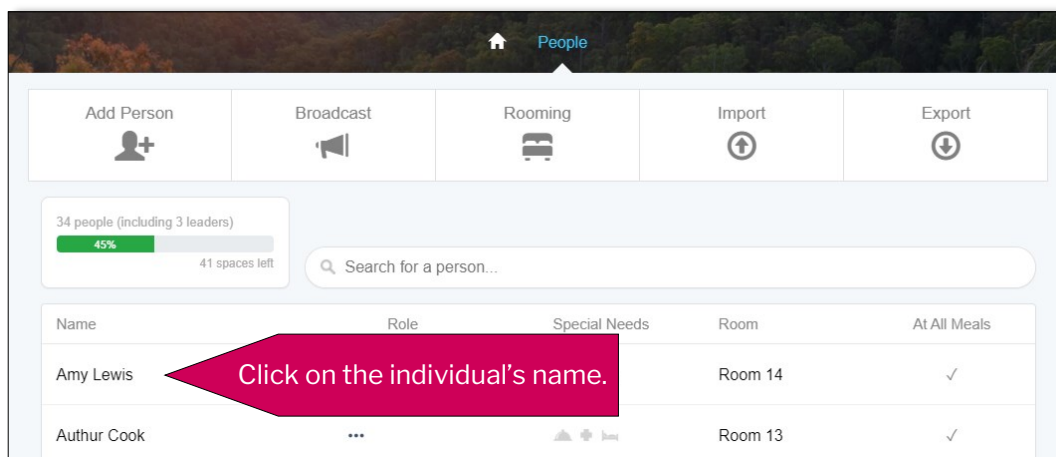 People
Add Person
Broadcast
Rooming
Import
Export
34 people (including 3 leaders)
45%
41 spaces left
Search for a person...
Name Role Special Needs Room At All Meals
Amy Lewis Click on the individual’s name. Room 14 ✓
Authur Cook ••• Room 13 ✓